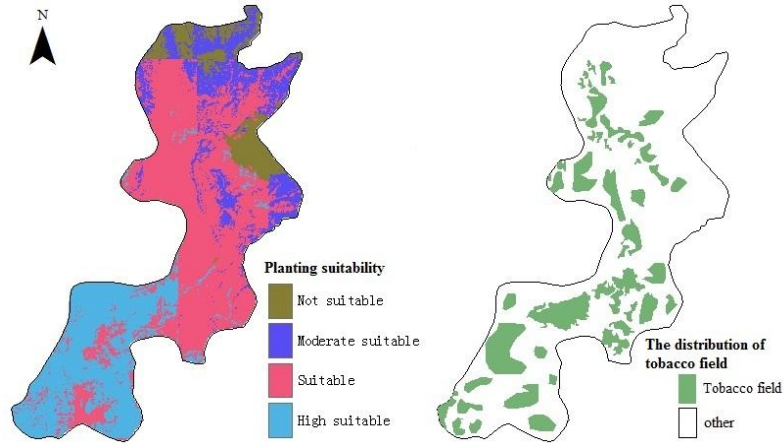 N
Planting suitability
Not suitable
Moderate suitable
Suitable
High suitable
The distribution of
tobacco field
Tobacco field
other